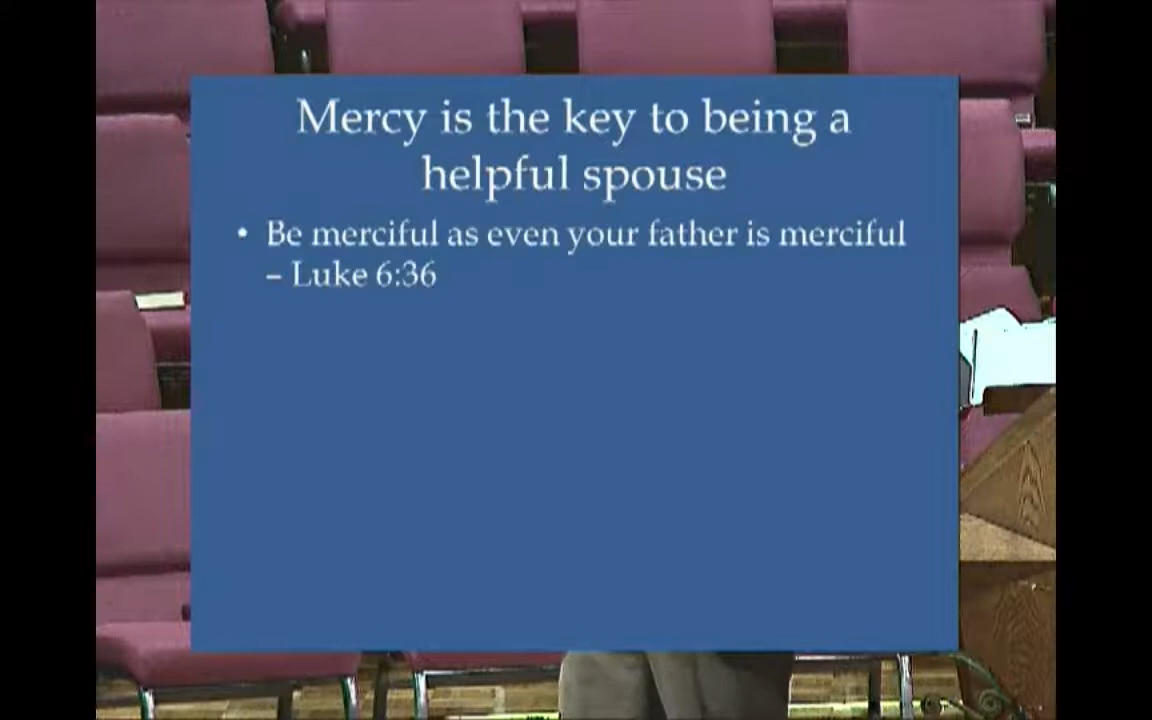 Mercy is the key to being a
helpful spouse
• Be merciful as even your father is merciful
– Luke 6:36